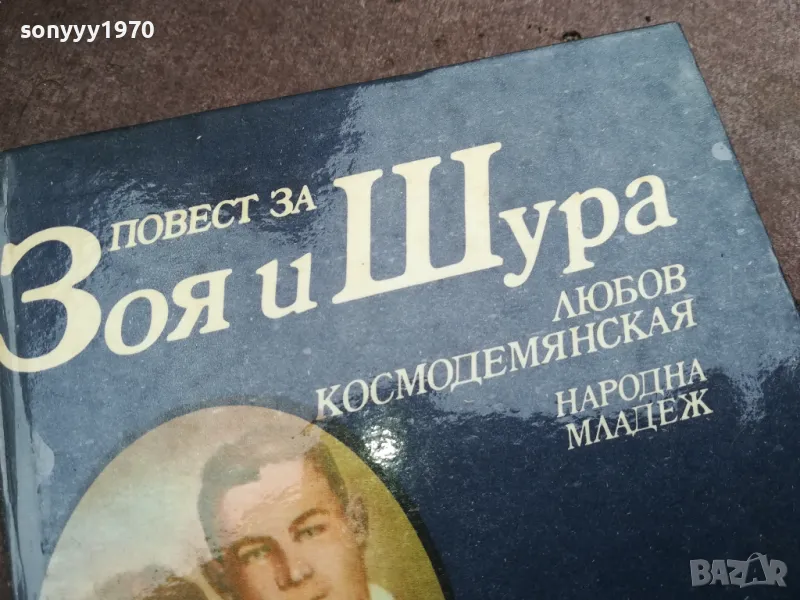 sonyyy1970
ПОВЕСТ ЗА
Зоя и Шура
ЛЮБОВ
КОСМОДЕМЯНСКАЯ
НАРОДНА
МЛАДЕЖ
BAZAR